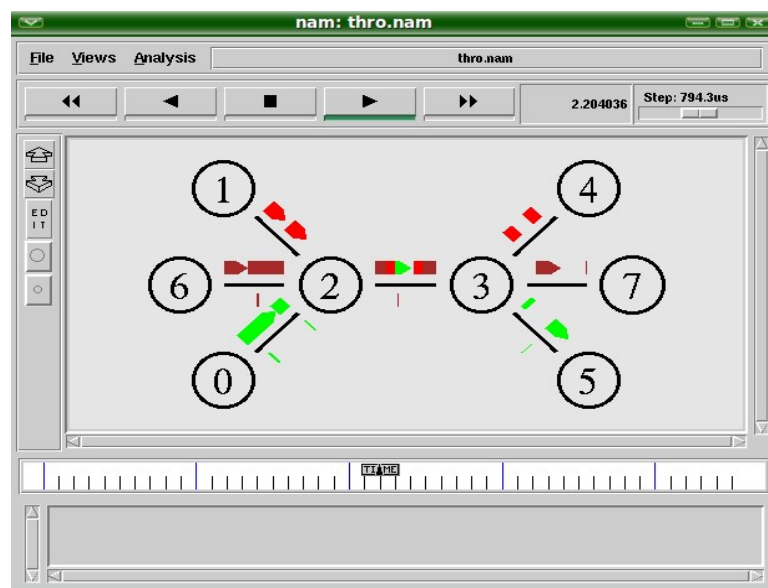 nam: thro.nam
File Views Analysis thro.nam
2.204036 Step: 794.3us
ED
IT
1 4
6 2 3 7
0 5
TIME